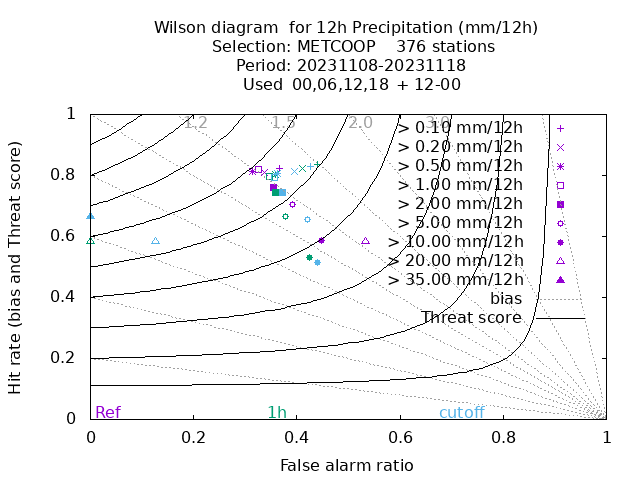 Wilson diagram for 12h Precipitation (mm/12h)
Selection: METCOOP 376 stations
Period: 20231108-20231118
Used 00,06,12,18 + 12-00
1.2 1.5 2.0 3.0
> 0.10 mm/12h
> 0.20 mm/12h
> 0.50 mm/12h
> 1.00 mm/12h
> 2.00 mm/12h
> 5.00 mm/12h
> 10.00 mm/12h
> 20.00 mm/12h
> 35.00 mm/12h
bias
Threat score
Hit rate (bias and Threat score)
1
0.8
0.6
0.4
0.2
0
Ref 1h cutoff
0 0.2 0.4 0.6 0.8 1
False alarm ratio